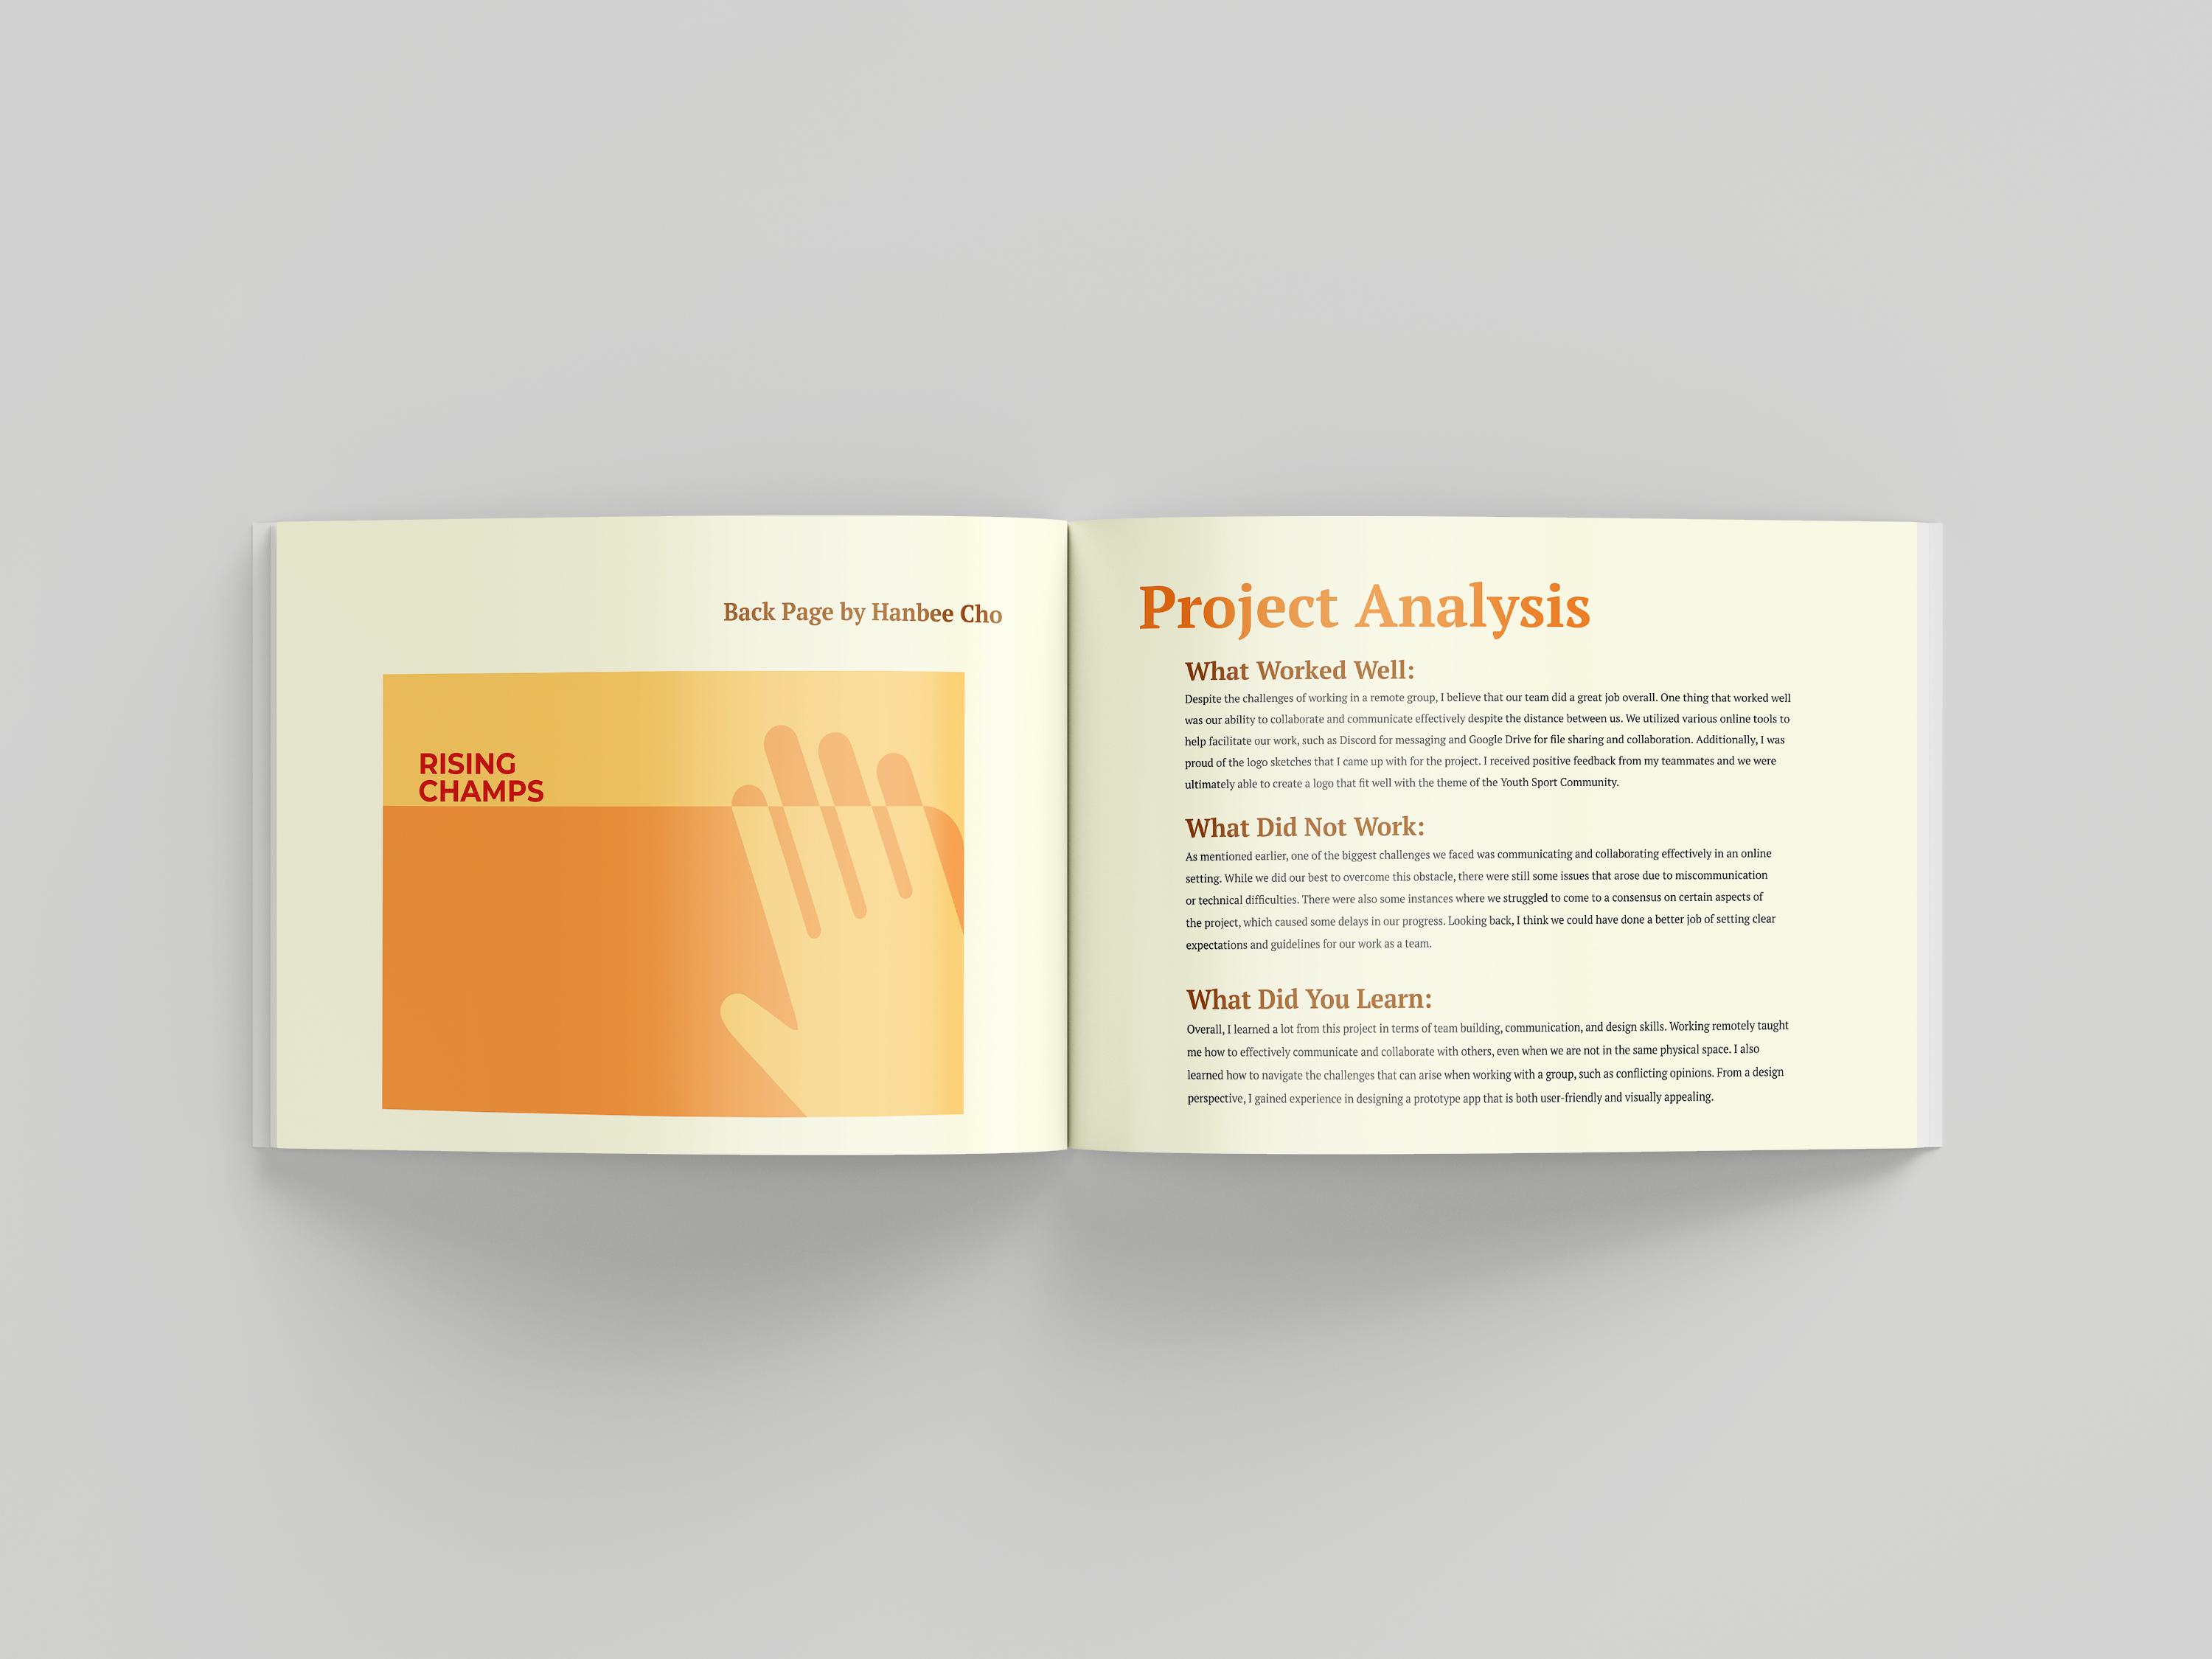 Back Page by Hanbee Cho
RISING
CHAMPS
Project Analysis
What Worked Well:
Despite the challenges of working in a remote group, I believe that our team did a great job overall. One thing that worked well
was our ability to collaborate and communicate effectively despite the distance between us. We utilized various online tools to
help facilitate our work, such as Discord for messaging and Google Drive for file sharing and collaboration. Additionally, I was
proud of the logo sketches that I came up with for the project. I received positive feedback from my teammates and we were
ultimately able to create a logo that fit well with the theme of the Youth Sport Community.
What Did Not Work:
As mentioned earlier, one of the biggest challenges we faced was communicating and collaborating effectively in an online
setting. While we did our best to overcome this obstacle, there were still some issues that arose due to miscommunication
or technical difficulties. There were also some instances where we struggled to come to a consensus on certain aspects of
the project, which caused some delays in our progress. Looking back, I think we could have done a better job of setting clear
expectations and guidelines for our work as a team.
What Did You Learn:
Overall, I learned a lot from this project in terms of team building, communication, and design skills. Working remotely taught
me how to effectively communicate and collaborate with others, even when we are not in the same physical space. I also
learned how to navigate the challenges that can arise when working with a group, such as conflicting opinions. From a design
perspective, I gained experience in designing a prototype app that is both user-friendly and visually appealing.